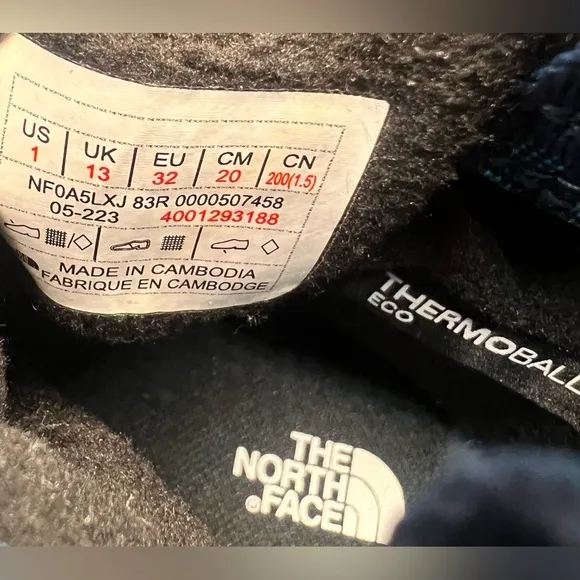 US UK EU CM CN
1 13 32 20 200(1.5)
NF0A5LXJ 83R 0000507458
05-223 4001293188
MADE IN CAMBODIA
FABRIQUE EN CAMBODGE
THERMOBALL
ECO
THE
NORTH
FACE